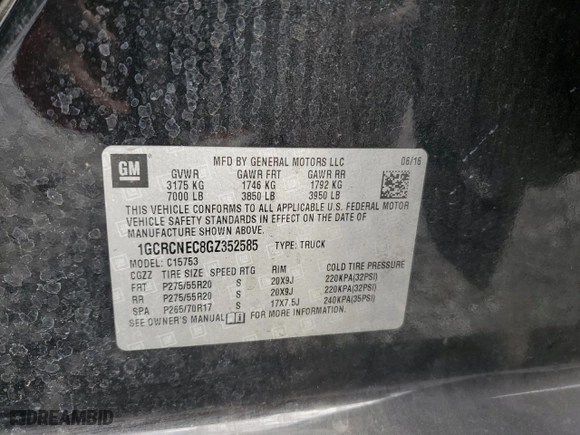 GM
MFD BY GENERAL MOTORS LLC 06/16
GVWR GAWR FRT GAWR RR
3175 KG 1746 KG 1792 KG
7000 LB 3850 LB 3950 LB
THIS VEHICLE CONFORMS TO ALL APPLICABLE U.S. FEDERAL MOTOR
VEHICLE SAFETY STANDARDS IN EFFECT ON THE DATE OF
MANUFACTURE SHOWN ABOVE.
1GCRCNEC8GZ352585 TYPE: TRUCK
MODEL: C15753
CGZZ TIRE SIZE SPEED RTG RIM COLD TIRE PRESSURE
FRT P275/55R20 S 20X9J 220KPA(32PSI)
RR P275/55R20 S 20X9J 220KPA(32PSI)
SPA P265/70R17 S 17X7.5J 240KPA(35PSI)
SEE OWNER'S MANUAL FOR MORE INFORMATION.
DREAMBID